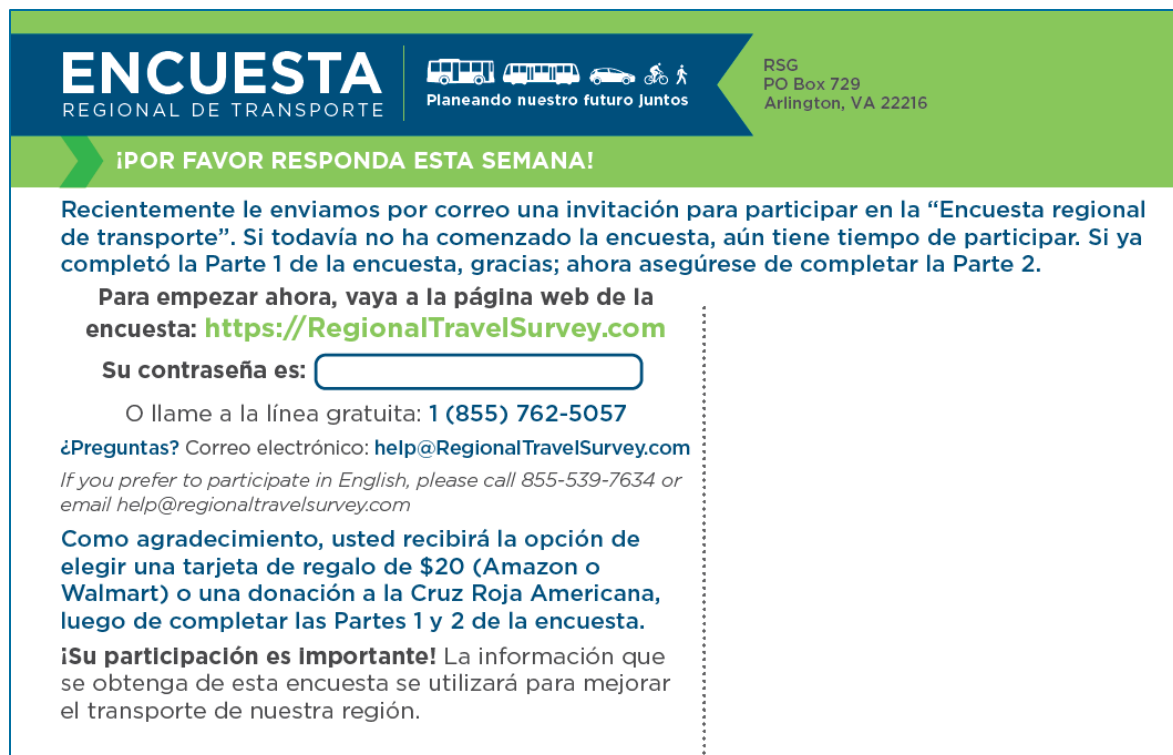 ENCUESTA
REGIONAL DE TRANSPORTE
Planeando nuestro futuro juntos
RSG
PO Box 729
Arlington, VA 22216
¡POR FAVOR RESPONDA ESTA SEMANA!
Recientemente le enviamos por correo una invitación para participar en la “Encuesta regional
de transporte”. Si todavía no ha comenzado la encuesta, aún tiene tiempo de participar. Si ya
completó la Parte 1 de la encuesta, gracias; ahora asegúrese de completar la Parte 2.
Para empezar ahora, vaya a la página web de la
encuesta: https://RegionalTravelSurvey.com
Su contraseña es:
O llame a la línea gratuita: 1 (855) 762-5057
¿Preguntas? Correo electrónico: help@RegionalTravelSurvey.com
If you prefer to participate in English, please call 855-539-7634 or
email help@regionaltravelsurvey.com
Como agradecimiento, usted recibirá la opción de
elegir una tarjeta de regalo de $20 (Amazon o
Walmart) o una donación a la Cruz Roja Americana,
luego de completar las Partes 1 y 2 de la encuesta.
¡Su participación es importante! La información que
se obtenga de esta encuesta se utilizará para mejorar
el transporte de nuestra región.